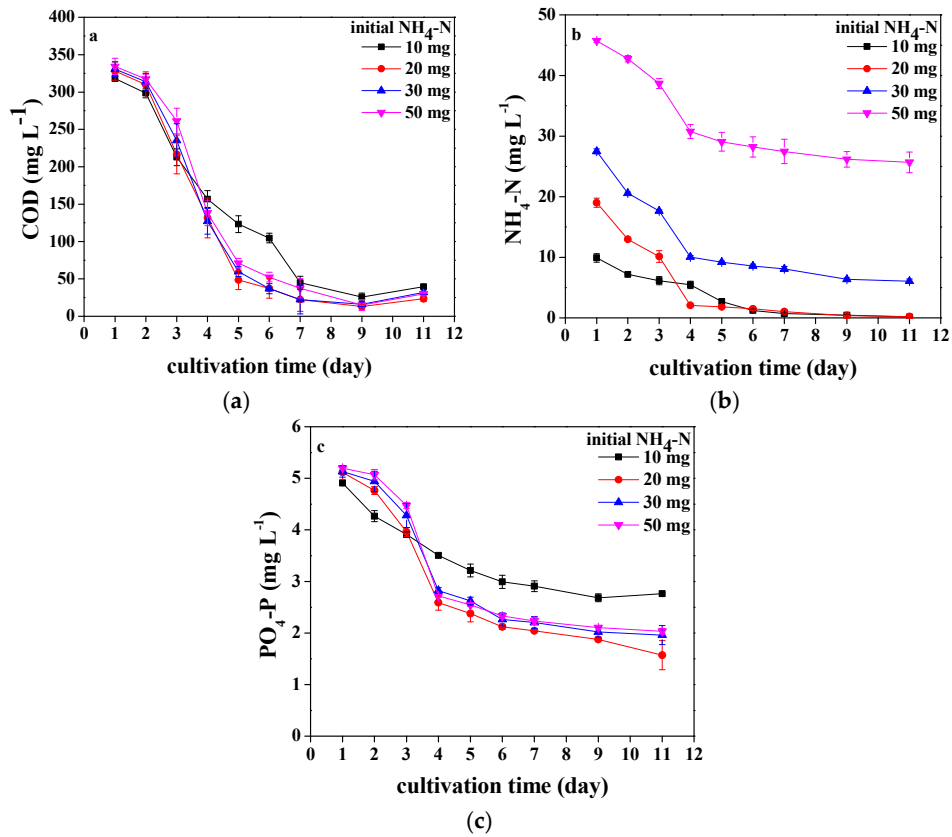 a
initial NH4-N
10 mg
20 mg
30 mg
50 mg
COD (mg L-1)
400
350
300
250
200
150
100
50
0
0 1 2 3 4 5 6 7 8 9 10 11 12
cultivation time (day)
(a)
b
initial NH4-N
10 mg
20 mg
30 mg
50 mg
NH4-N (mg L-1)
50
40
30
20
10
0
0 1 2 3 4 5 6 7 8 9 10 11 12
cultivation time (day)
(b)
c
initial NH4-N
10 mg
20 mg
30 mg
50 mg
PO4-P (mg L-1)
6
5
4
3
2
1
0
0 1 2 3 4 5 6 7 8 9 10 11 12
cultivation time (day)
(c)